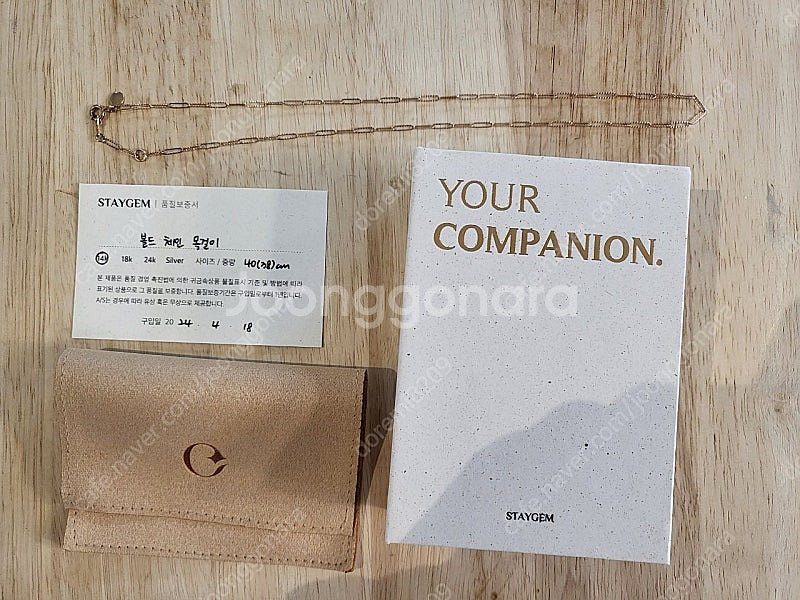 YOUR
COMPANION.
STAYGEM | 품질보증서
볼드 체인 목걸이
14k 18k 24k Silver 사이즈 / 중량 40(38)cm
본 제품은 품질 경영 촉진법에 의한 귀금속상품 품질표시 기준 및 방법에 따라
표기된 상품으로 그 품질을 보증합니다. 품질보증기간은 구입일로부터 1년입니다.
A/S는 경우에 따라 유상 혹은 무상으로 제공합니다.
구입일 20 24 . 4 . 18
Joonggonara
STAYGEM